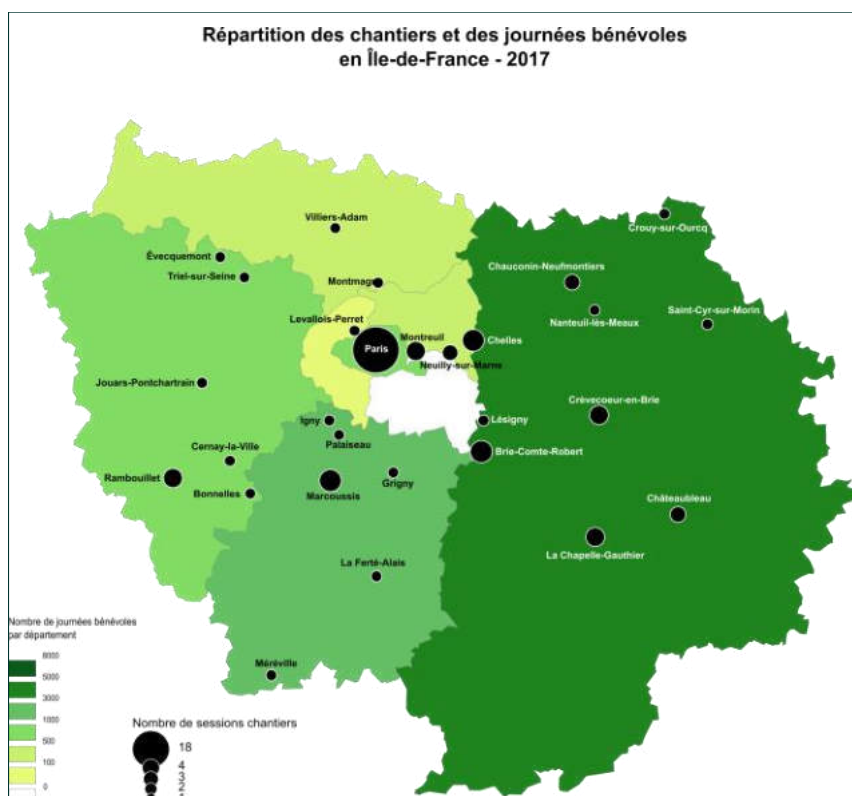 Répartition des chantiers et des journées bénévoles
en Île-de-France - 2017
Villiers-Adam
Crouy-sur-Ourcq
Évecquemont
Chauconin-Neufmontiers
Triel-sur-Seine
Montmagn
Nanteuil-lès-Meaux
Saint-Cyr-sur-Morin
Levallois-Perret
Paris
Montreuil
Chelles
Neuilly-sur-Marne
Jouars-Pontchartrain
Crèvecoeur-en-Brie
Igny
Lésigny
Palaiseau
Cernay-la-Ville
Brie-Comte-Robert
Rambouillet
Grigny
Bonnelles
Marcoussis
Châteaubleau
La Chapelle-Gauthier
La Ferté-Alais
Méréville
Nombre de journées bénévoles
par département
8000
5000
3000
1000
500
100
0
Nombre de sessions chantiers
18
4
3
2